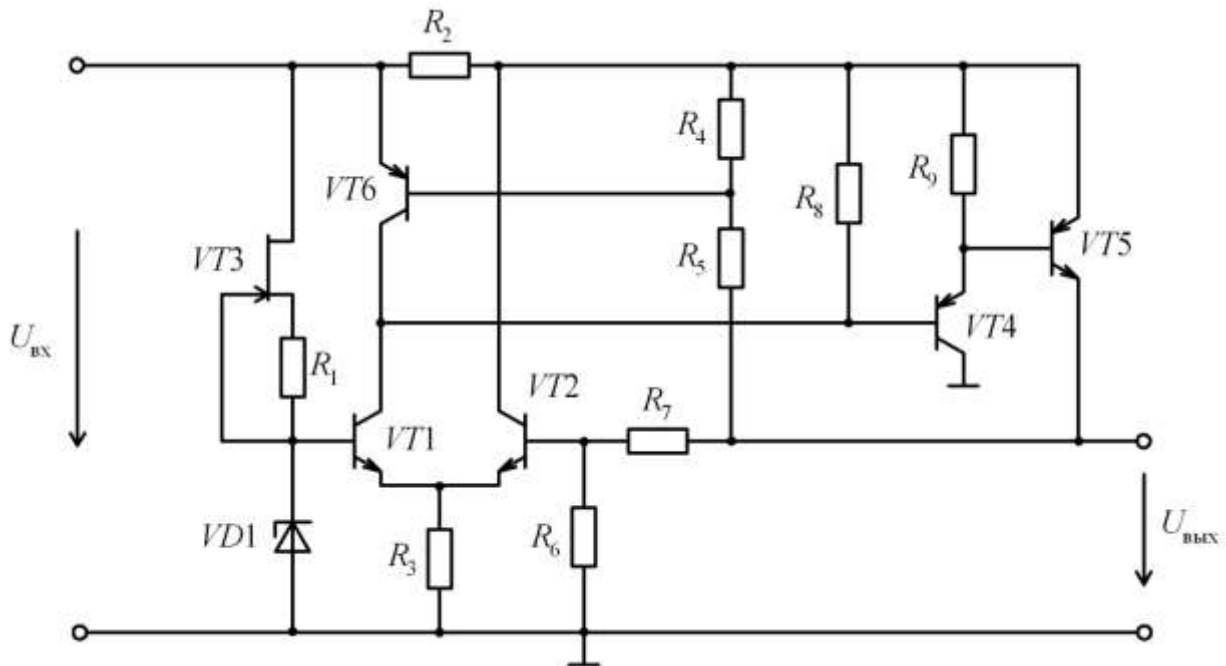 R2
R4
VT6
R9
R8
VT5
VT3
R5
VT4
Uвх
R1
VT2
R7
VT1
VD1
R3
R6
Uвых